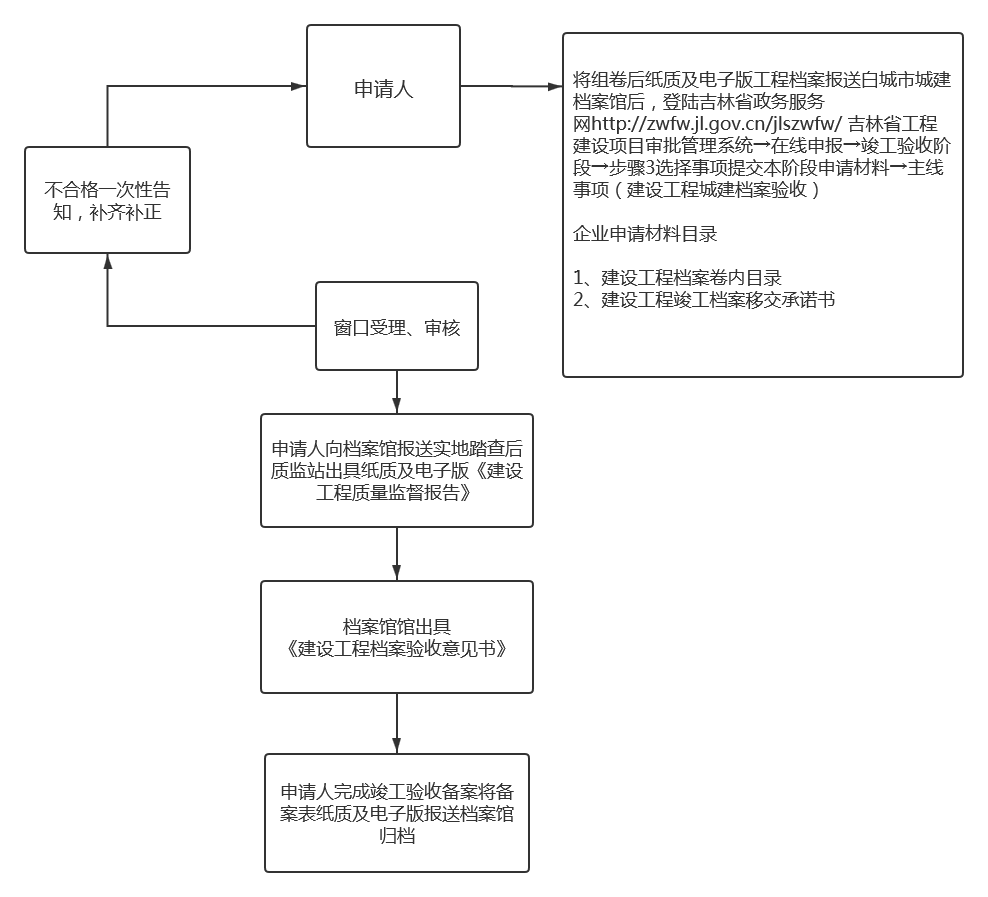 申请人
将组卷后纸质及电子版工程档案报送白城市城建
档案馆后，登陆吉林省政务服务
网http://zwfw.jl.gov.cn/jlszwfw/ 吉林省工程
建设项目审批管理系统→在线申报→竣工验收阶
段→步骤3选择事项提交本阶段申请材料→主线
事项（建设工程城建档案验收）
企业申请材料目录
1、建设工程档案卷内目录
2、建设工程竣工档案移交承诺书
不合格一次性告
知，补齐补正
窗口受理、审核
申请人向档案馆报送实地踏查后
质监站出具纸质及电子版《建设
工程质量监督报告》
档案馆馆出具
《建设工程档案验收意见书》
申请人完成竣工验收备案将备
案表纸质及电子版报送档案馆
归档